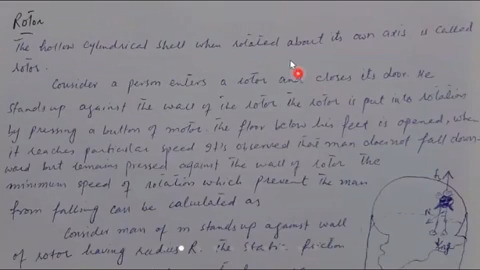 Rotor
The hollow cylindrical shell when rotated about its own axis is called
rotor.
Consider a person enters a rotor and closes its door. He
stands up against the wall of the rotor the rotor is put into rotation
by pressing a button of motor. the floor below his feet is opened, when
it reaches particular speed It is observed that man doesnot fall down-
ward but remains pressed against the wall of rotor the
minimum speed of rotation which prevent the man
from falling can be calculated as
Consider man of m stands up against wall
of rotor having radius R. The static friction
R